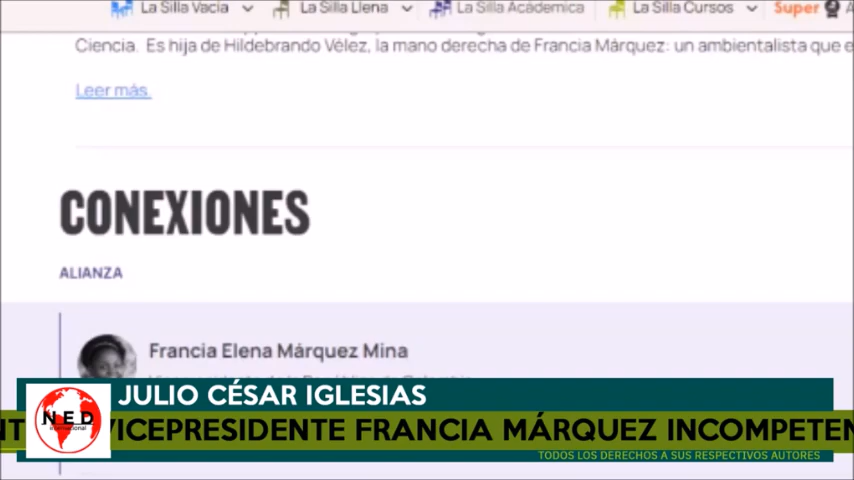 La Silla Vacía
La Silla Llena
La Silla Académica
La Silla Cursos
Super
Ciencia. Es hija de Hildebrando Vélez, la mano derecha de Francia Márquez: un ambientalista que e
Leer más
CONEXIONES
ALIANZA
Francia Elena Márquez Mina
JULIO CÉSAR IGLESIAS
NED
International
VICEPRESIDENTE FRANCIA MÁRQUEZ INCOMPETEN
TODOS LOS DERECHOS A SUS RESPECTIVOS AUTORES